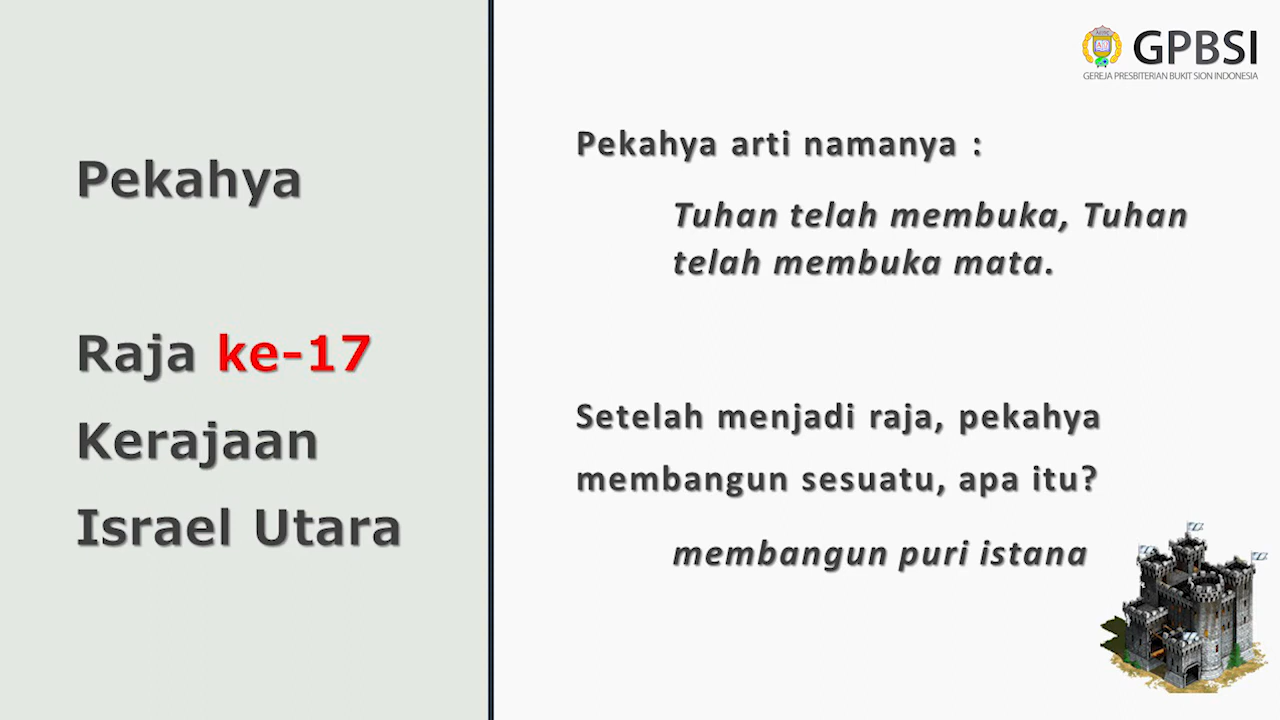 Pekahya
Raja ke-17
Kerajaan
Israel Utara
GPBSI
GEREJA PRESBITERIAN BUKIT SION INDONESIA
Pekahya arti namanya :
Tuhan telah membuka, Tuhan
telah membuka mata.
Setelah menjadi raja, pekahya
membangun sesuatu, apa itu?
membangun puri istana